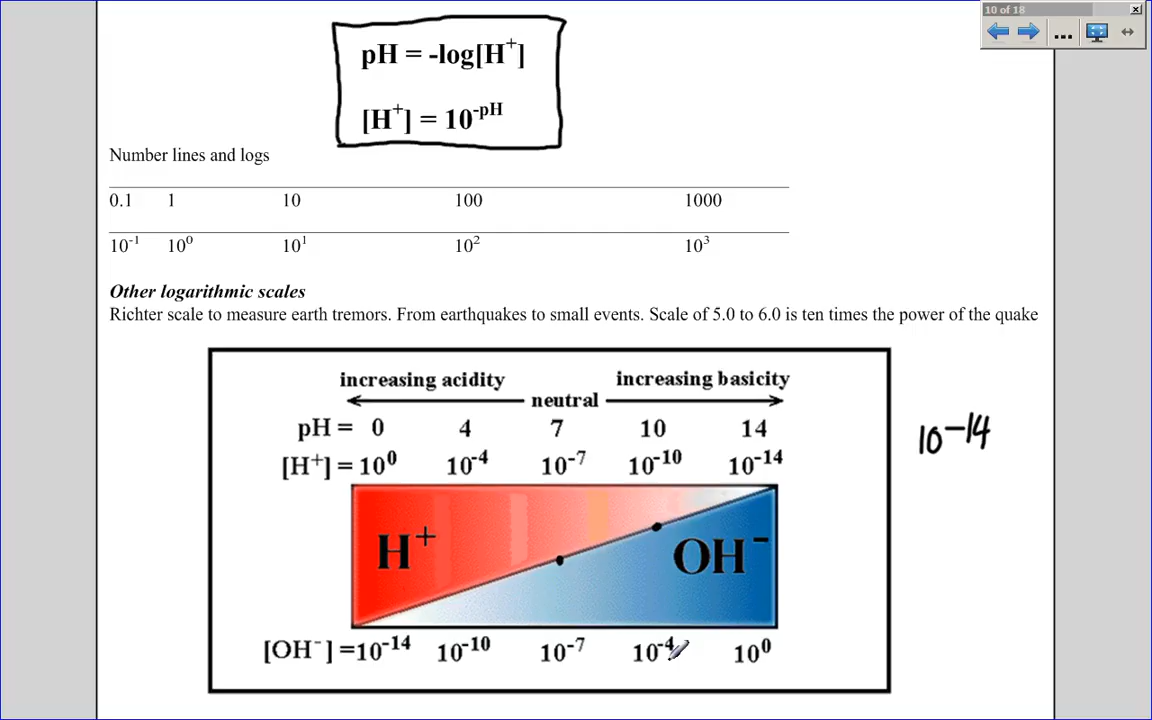 10 of 18
pH = -log[H⁺]
[H⁺] = 10⁻ᵖᴴ
Number lines and logs
0.1 1 10 100 1000
10⁻¹ 10⁰ 10¹ 10² 10³
Other logarithmic scales
Richter scale to measure earth tremors. From earthquakes to small events. Scale of 5.0 to 6.0 is ten times the power of the quake
increasing acidity neutral increasing basicity
pH = 0 4 7 10 14
[H⁺] = 10⁰ 10⁻⁴ 10⁻⁷ 10⁻¹⁰ 10⁻¹⁴
10⁻¹⁴
H⁺ OH⁻
[OH⁻] =10⁻¹⁴ 10⁻¹⁰ 10⁻⁷ 10⁻⁴ 10⁰